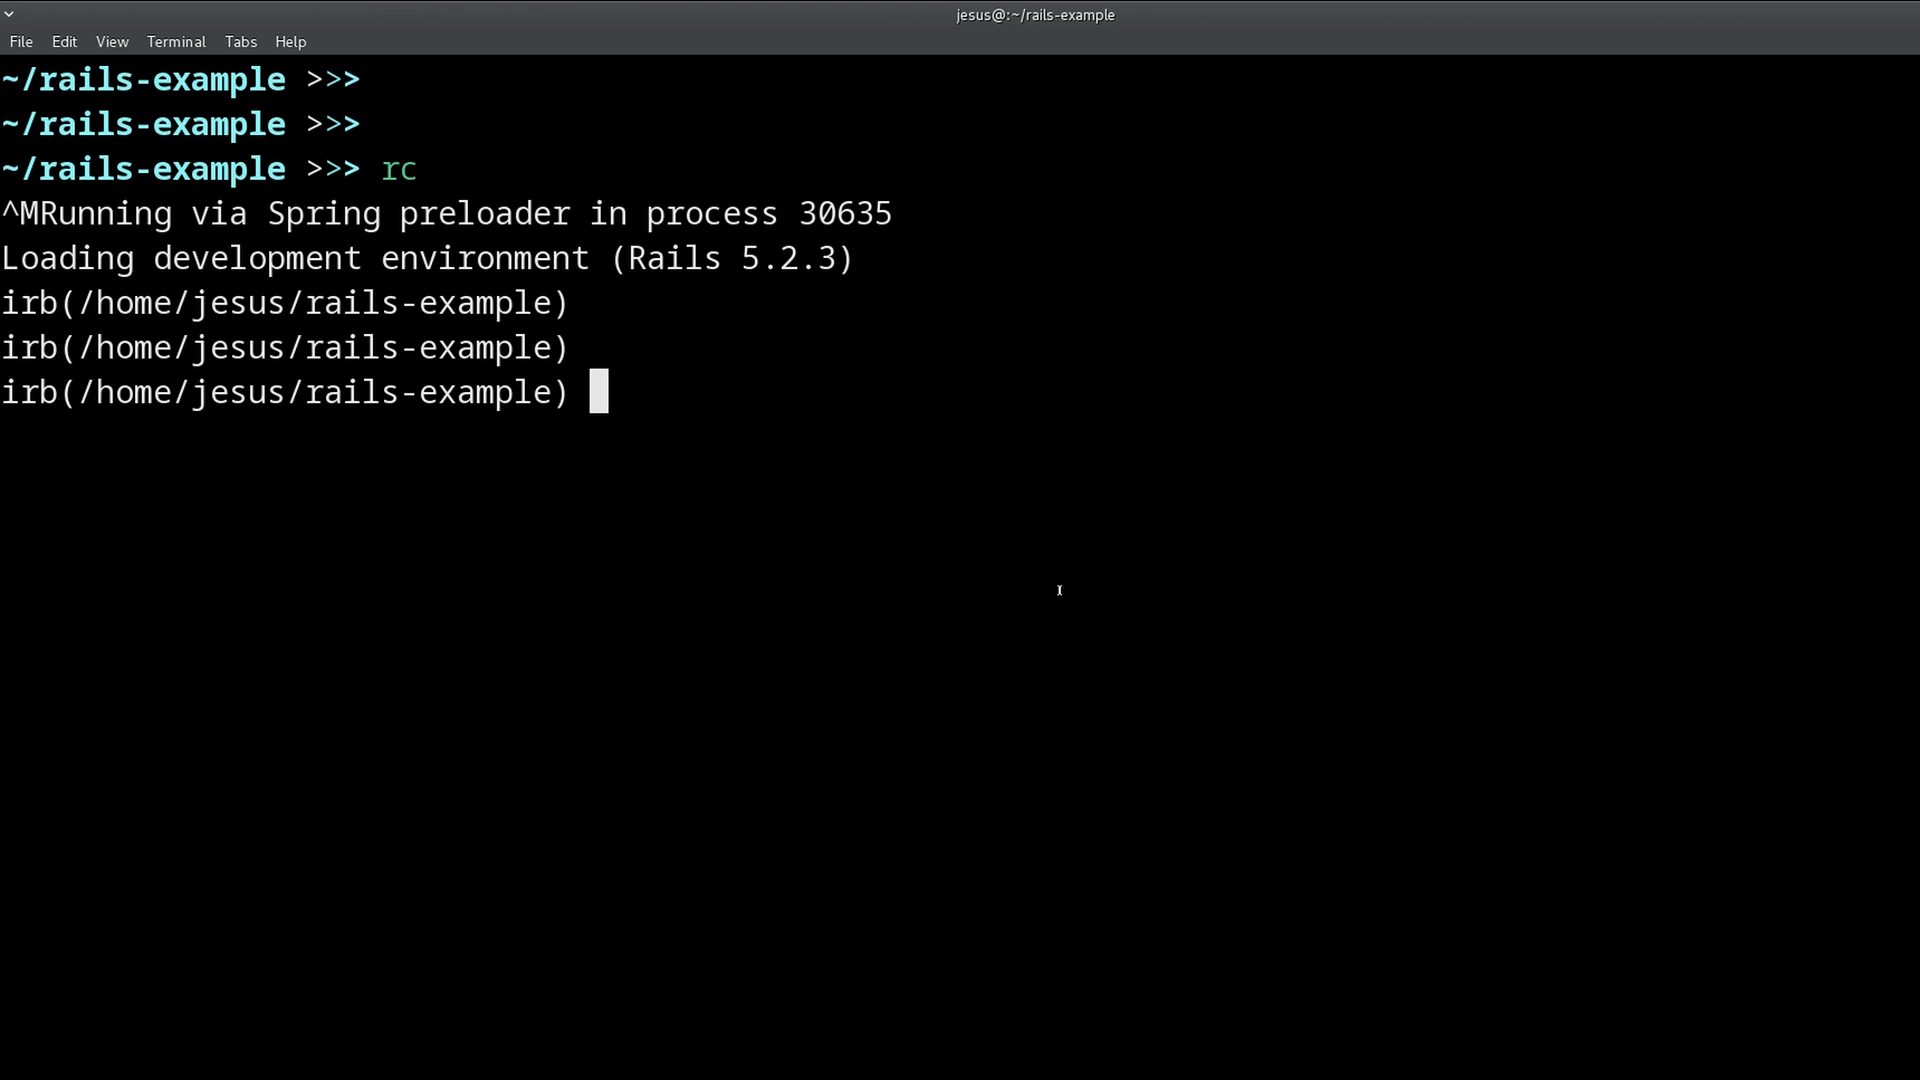 jesus@:~/rails-example
File Edit View Terminal Tabs Help
~/rails-example >>>
~/rails-example >>>
~/rails-example >>> rc
^MRunning via Spring preloader in process 30635
Loading development environment (Rails 5.2.3)
irb(/home/jesus/rails-example)
irb(/home/jesus/rails-example)
irb(/home/jesus/rails-example)